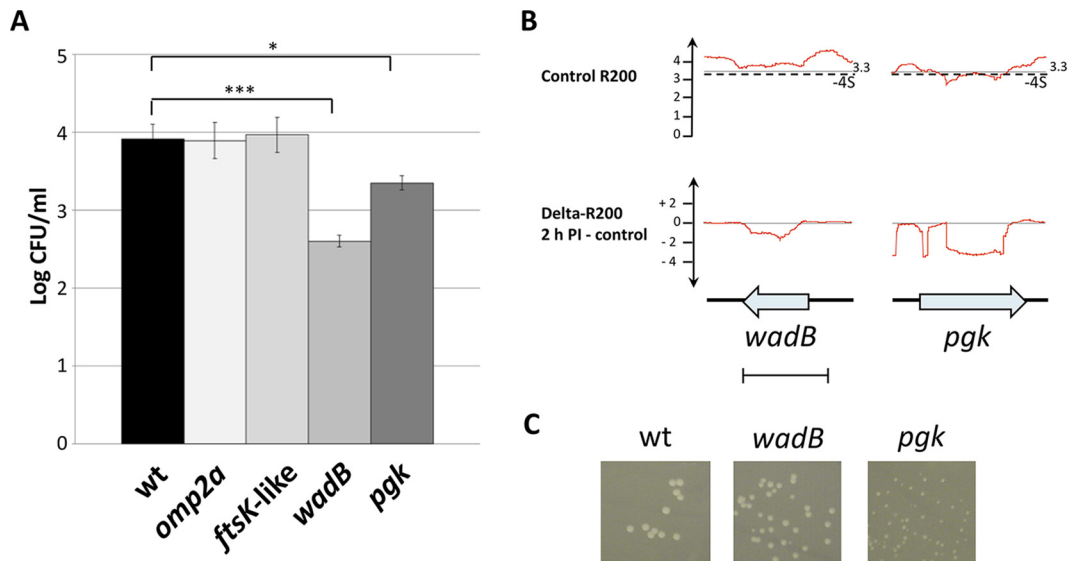 A
Log CFU/ml
5
4
3
2
1
0
*
***
wt
omp2a
ftsK-like
wadB
pgk
B
Control R200
4
3
2
1
0
3.3
-4S
3.3
-4S
Delta-R200
2 h PI - control
+ 2
0
- 2
- 4
wadB
pgk
C
wt
wadB
pgk